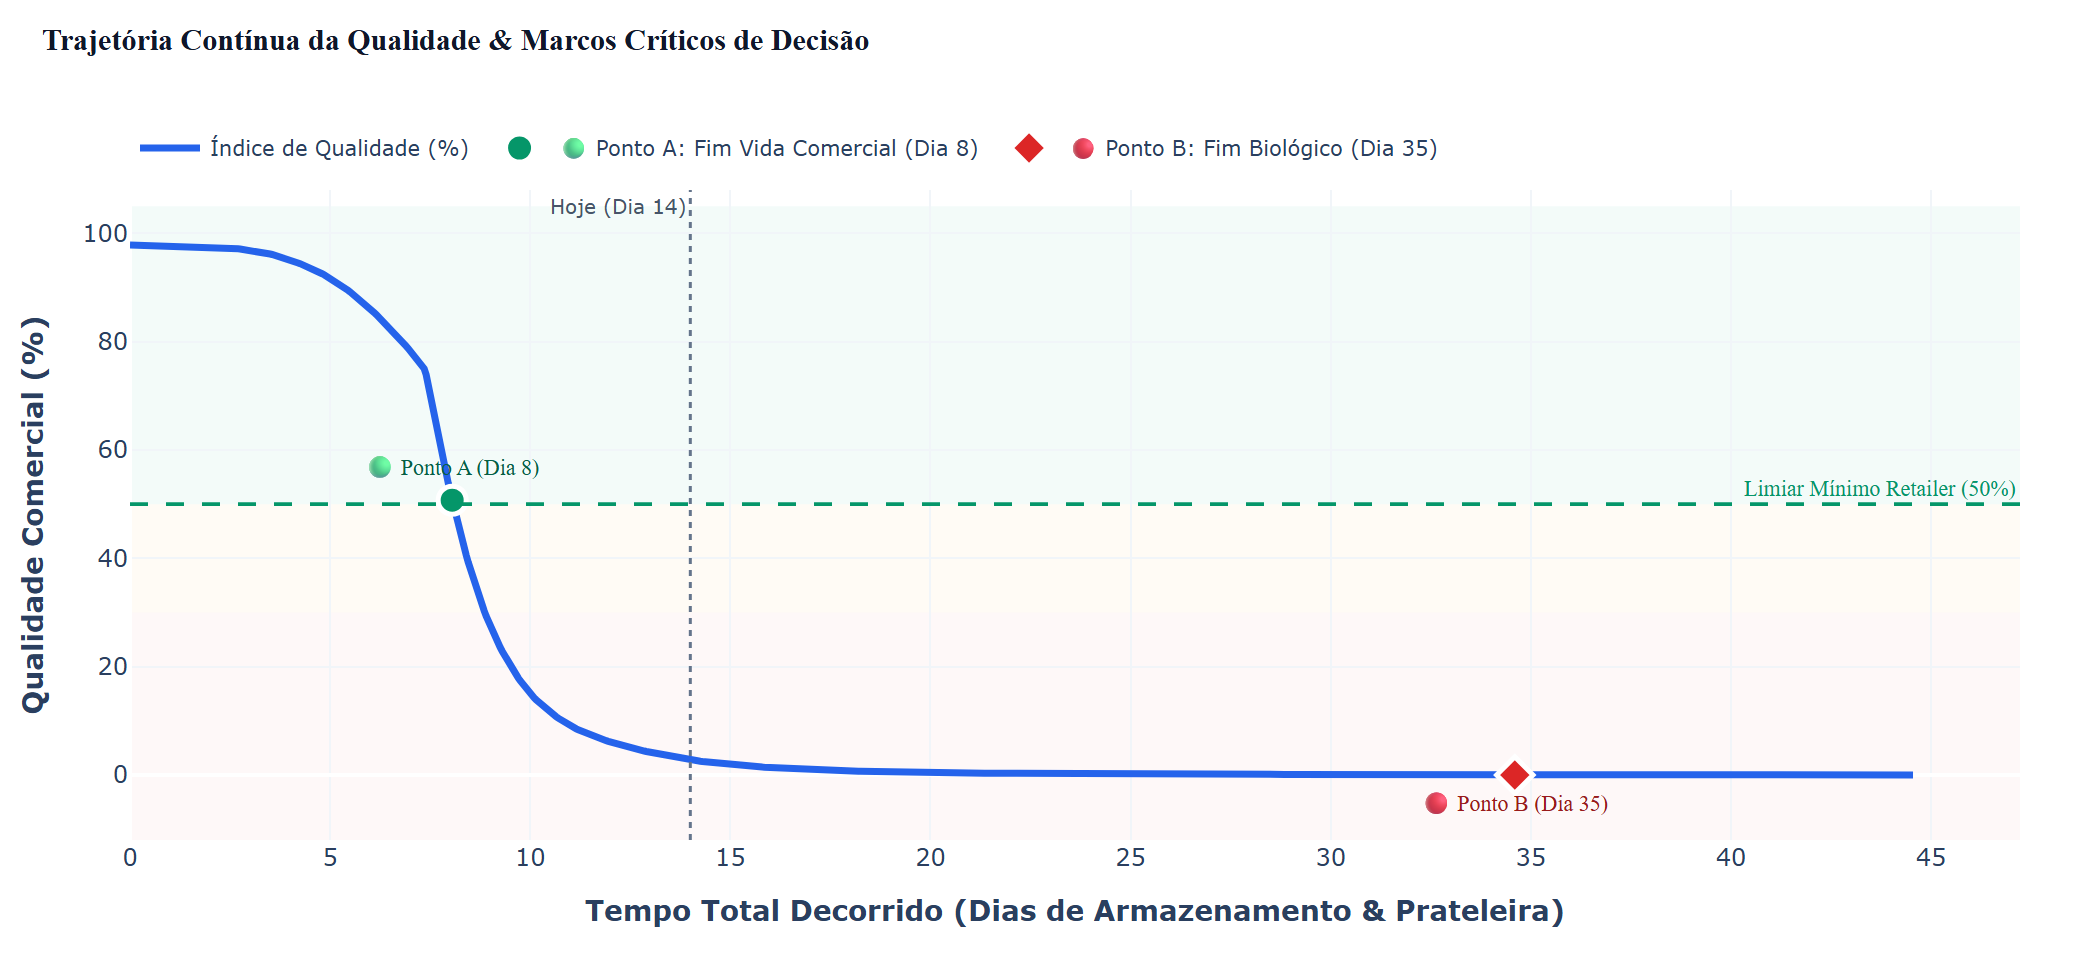 Trajetória Contínua da Qualidade & Marcos Críticos de Decisão
Índice de Qualidade (%)
Ponto A: Fim Vida Comercial (Dia 8)
Ponto B: Fim Biológico (Dia 35)
Hoje (Dia 14)
100
80
60
40
20
0
Qualidade Comercial (%)
Ponto A (Dia 8)
Limiar Mínimo Retailer (50%)
Ponto B (Dia 35)
0 5 10 15 20 25 30 35 40 45
Tempo Total Decorrido (Dias de Armazenamento & Prateleira)